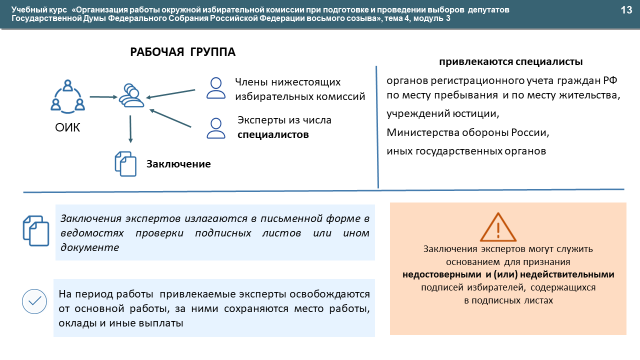 Учебный курс «Организация работы окружной избирательной комиссии при подготовке и проведении выборов депутатов
Государственной Думы Федерального Собрания Российской Федерации восьмого созыва», тема 4, модуль 3
13
РАБОЧАЯ ГРУППА
ОИК
Члены нижестоящих
избирательных комиссий
Эксперты из числа
специалистов
Заключение
привлекаются специалисты
органов регистрационного учета граждан РФ
по месту пребывания и по месту жительства,
учреждений юстиции,
Министерства обороны России,
иных государственных органов
Заключения экспертов излагаются в письменной форме в
ведомостях проверки подписных листов или ином
документе
На период работы привлекаемые эксперты освобождаются
от основной работы, за ними сохраняются место работы,
оклады и иные выплаты
Заключения экспертов могут служить
основанием для признания
недостоверными и (или) недействительными
подписей избирателей, содержащихся
в подписных листах